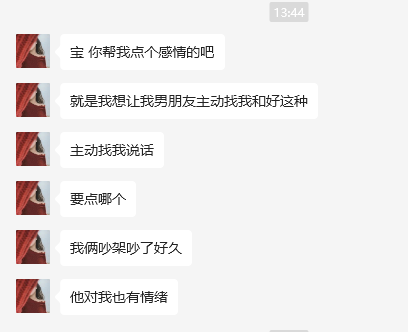 13:44
宝 你帮我点个感情的吧
就是我想让我男朋友主动找我和好这种
主动找我说话
要点哪个
我俩吵架吵了好久
他对我也有情绪